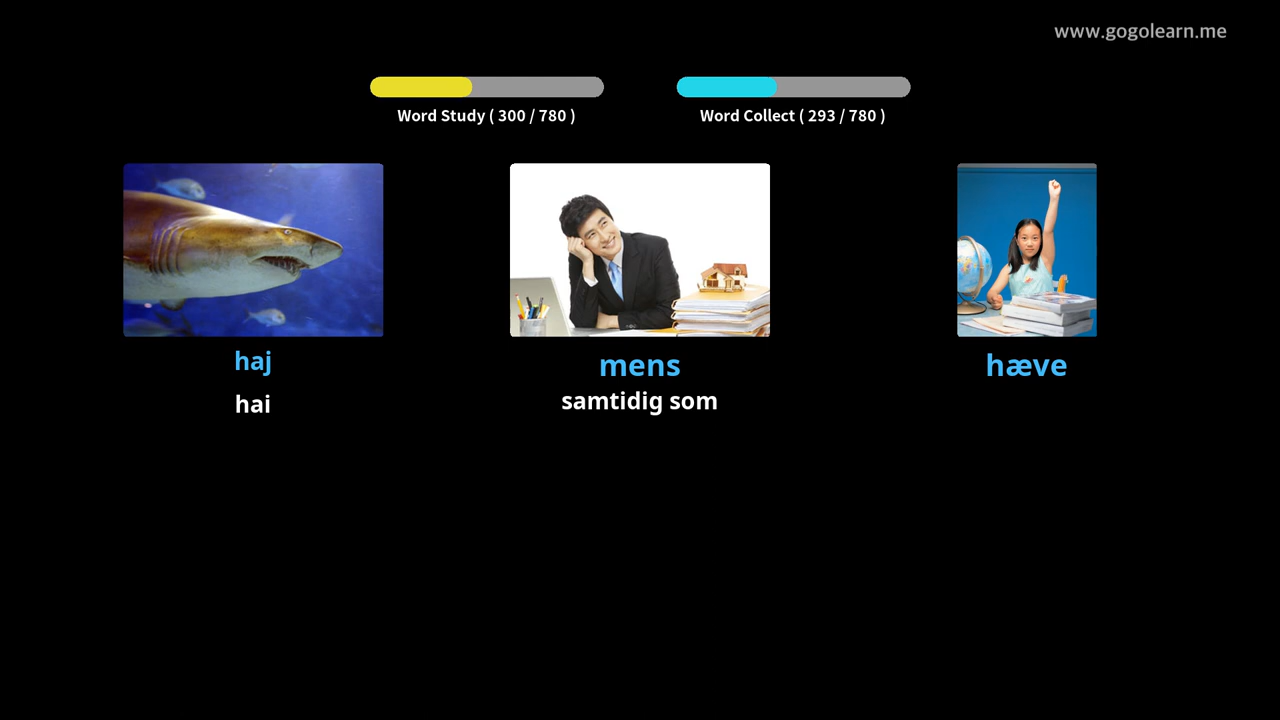 www.gogolearn.me
Word Study ( 300 / 780 )
Word Collect ( 293 / 780 )
haj
hai
mens
samtidig som
hæve